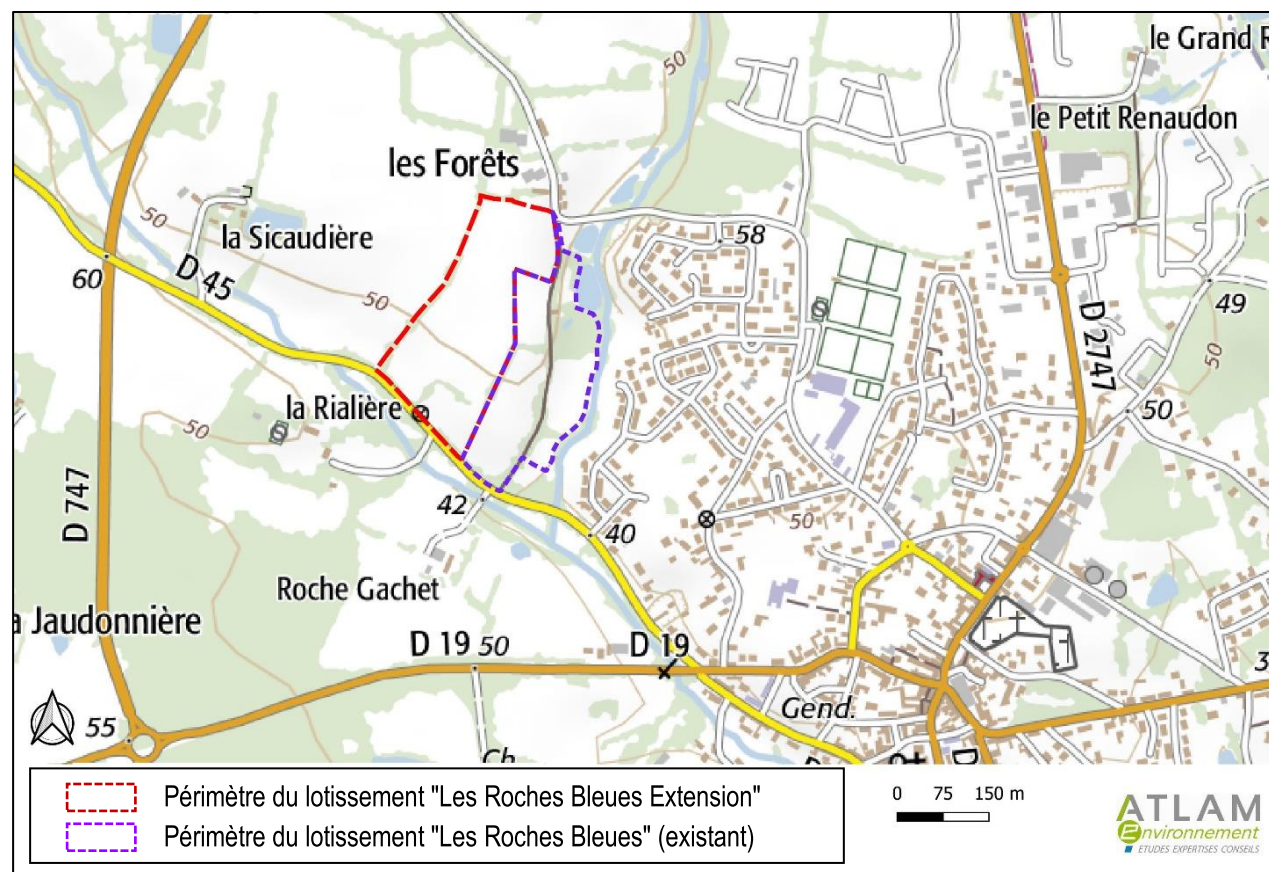 le Grand R
50
le Petit Renaudon
les Forêts
50
la Sicaudière
58
60
D 45
50
49
D 2747
50
la Rialière
50
50
D 747
42
40
50
Roche Gachet
a Jaudonnière
D 19 50
D 19
3
Gend.
55
Ch
D
Périmètre du lotissement "Les Roches Bleues Extension"
Périmètre du lotissement "Les Roches Bleues" (existant)
0 75 150 m
ATLAM
Environnement
ETUDES EXPERTISES CONSEILS